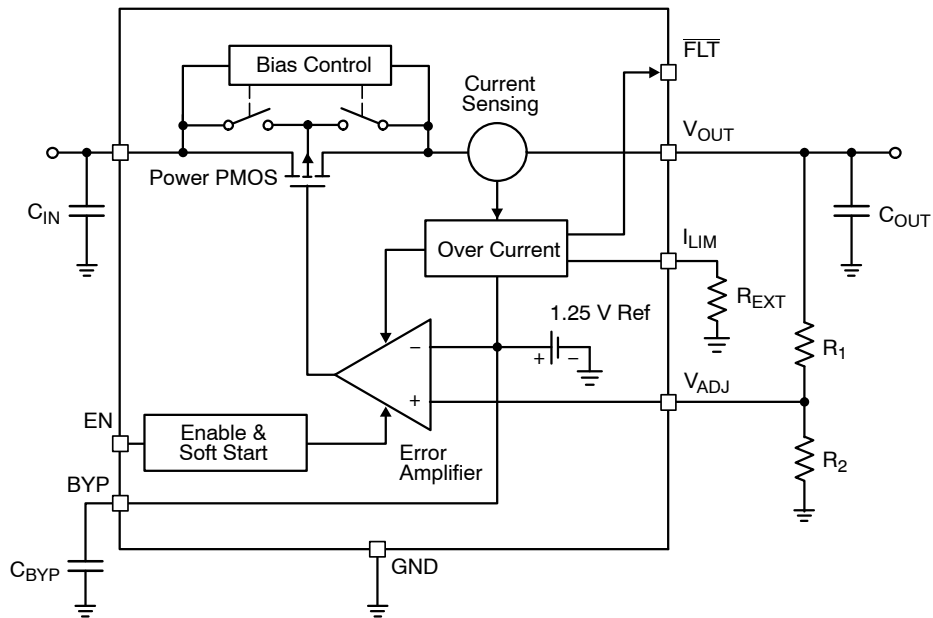 Bias Control
Current
Sensing
FLT
VOUT
Power PMOS
CIN
COUT
Over Current
ILIM
REXT
1.25 V Ref
+ −
−
R1
VADJ
+
EN
Enable &
Soft Start
Error
Amplifier
R2
BYP
CBYP
GND